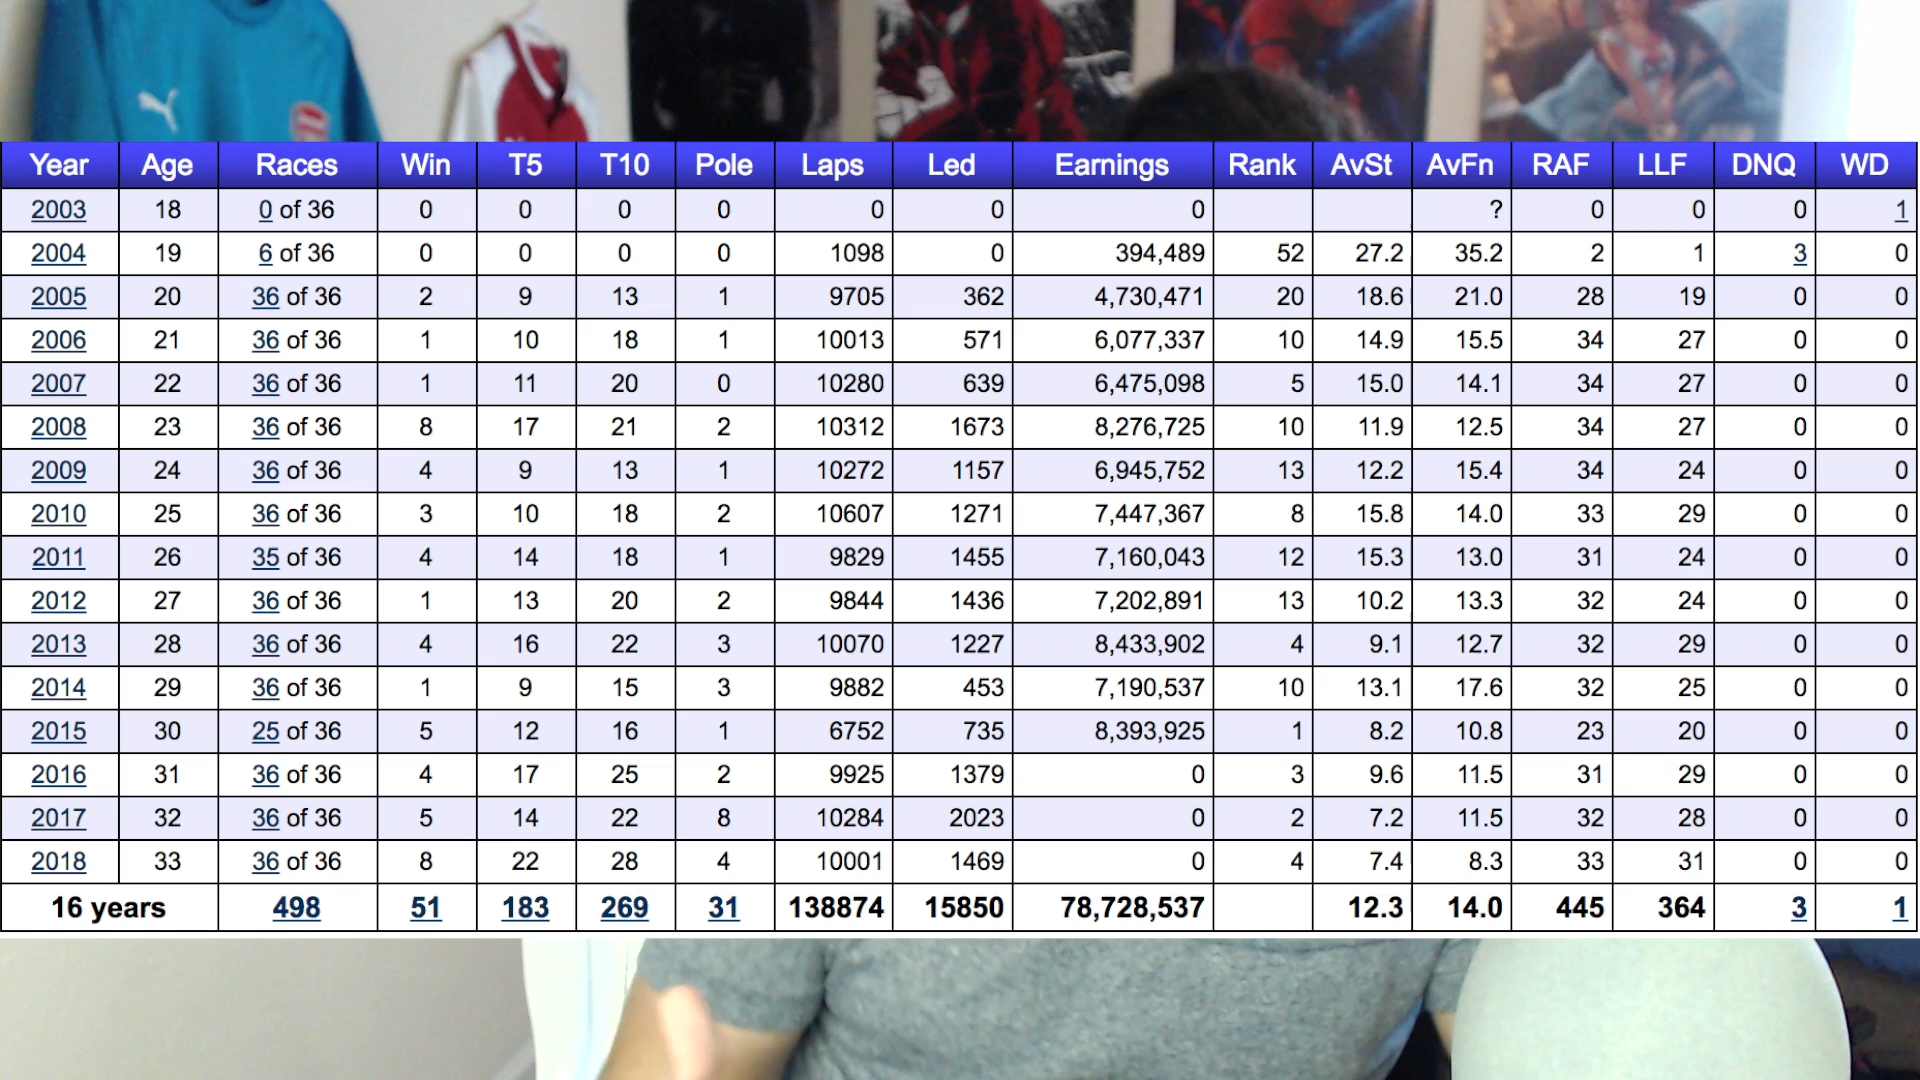 Year Age Races Win T5 T10 Pole Laps Led Earnings Rank AvSt AvFn RAF LLF DNQ WD
2003 18 0 of 36 0 0 0 0 0 0 0 ? 0 0 0 1
2004 19 6 of 36 0 0 0 0 1098 0 394,489 52 27.2 35.2 2 1 3 0
2005 20 36 of 36 2 9 13 1 9705 362 4,730,471 20 18.6 21.0 28 19 0 0
2006 21 36 of 36 1 10 18 1 10013 571 6,077,337 10 14.9 15.5 34 27 0 0
2007 22 36 of 36 1 11 20 0 10280 639 6,475,098 5 15.0 14.1 34 27 0 0
2008 23 36 of 36 8 17 21 2 10312 1673 8,276,725 10 11.9 12.5 34 27 0 0
2009 24 36 of 36 4 9 13 1 10272 1157 6,945,752 13 12.2 15.4 34 24 0 0
2010 25 36 of 36 3 10 18 2 10607 1271 7,447,367 8 15.8 14.0 33 29 0 0
2011 26 35 of 36 4 14 18 1 9829 1455 7,160,043 12 15.3 13.0 31 24 0 0
2012 27 36 of 36 1 13 20 2 9844 1436 7,202,891 13 10.2 13.3 32 24 0 0
2013 28 36 of 36 4 16 22 3 10070 1227 8,433,902 4 9.1 12.7 32 29 0 0
2014 29 36 of 36 1 9 15 3 9882 453 7,190,537 10 13.1 17.6 32 25 0 0
2015 30 25 of 36 5 12 16 1 6752 735 8,393,925 1 8.2 10.8 23 20 0 0
2016 31 36 of 36 4 17 25 2 9925 1379 0 3 9.6 11.5 31 29 0 0
2017 32 36 of 36 5 14 22 8 10284 2023 0 2 7.2 11.5 32 28 0 0
2018 33 36 of 36 8 22 28 4 10001 1469 0 4 7.4 8.3 33 31 0 0
16 years 498 51 183 269 31 138874 15850 78,728,537 12.3 14.0 445 364 3 1